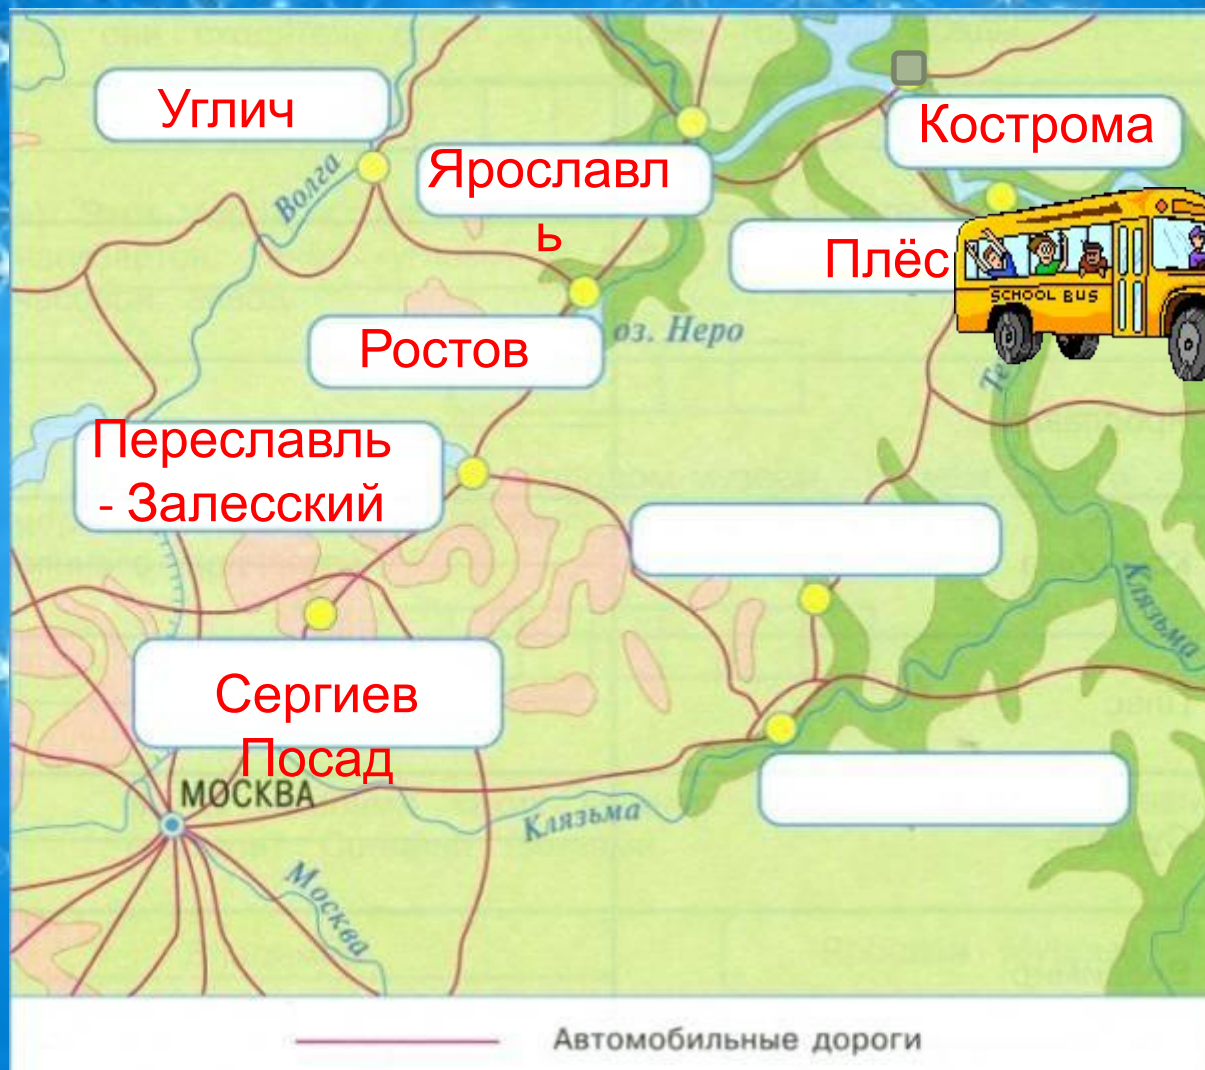 Углич
Кострома
Ярославл
ь
Волга
Плёс
SCHOOL BUS
оз. Неро
Ростов
Те
Переславль
- Залесский
Клязьма
Сергиев
Посад
МОСКВА
Клязьма
Москва
Автомобильные дороги